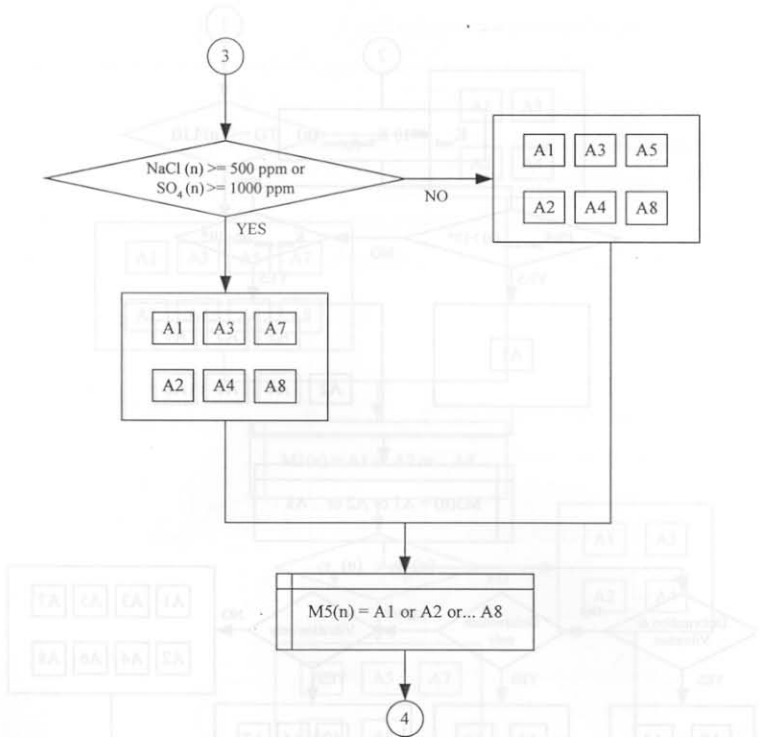 3
NaCl (n) >= 500 ppm or
SO4 (n) >= 1000 ppm
NO
YES
A1 A3 A5
A2 A4 A8
A1 A3 A7
A2 A4 A8
M5(n) = A1 or A2 or... A8
4